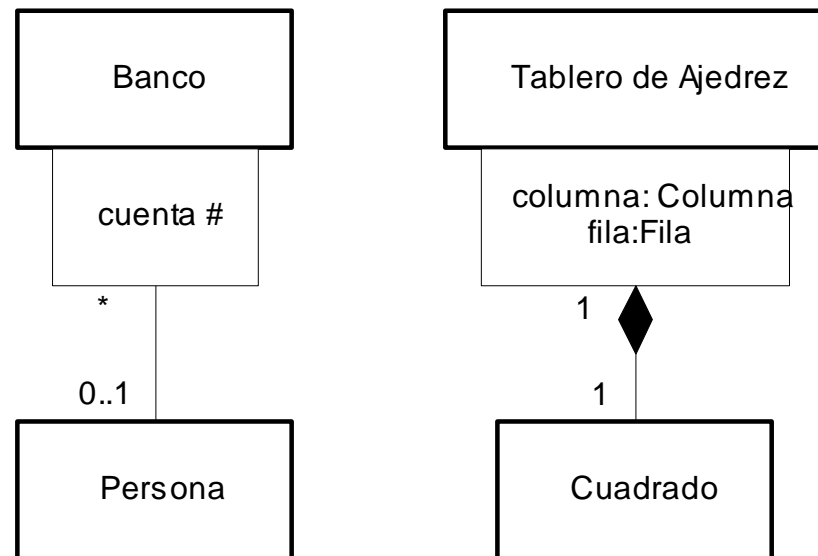 Banco
cuenta #
*
0..1
Persona
Tablero de Ajedrez
columna: Columna
fila:Fila
1
1
Cuadrado